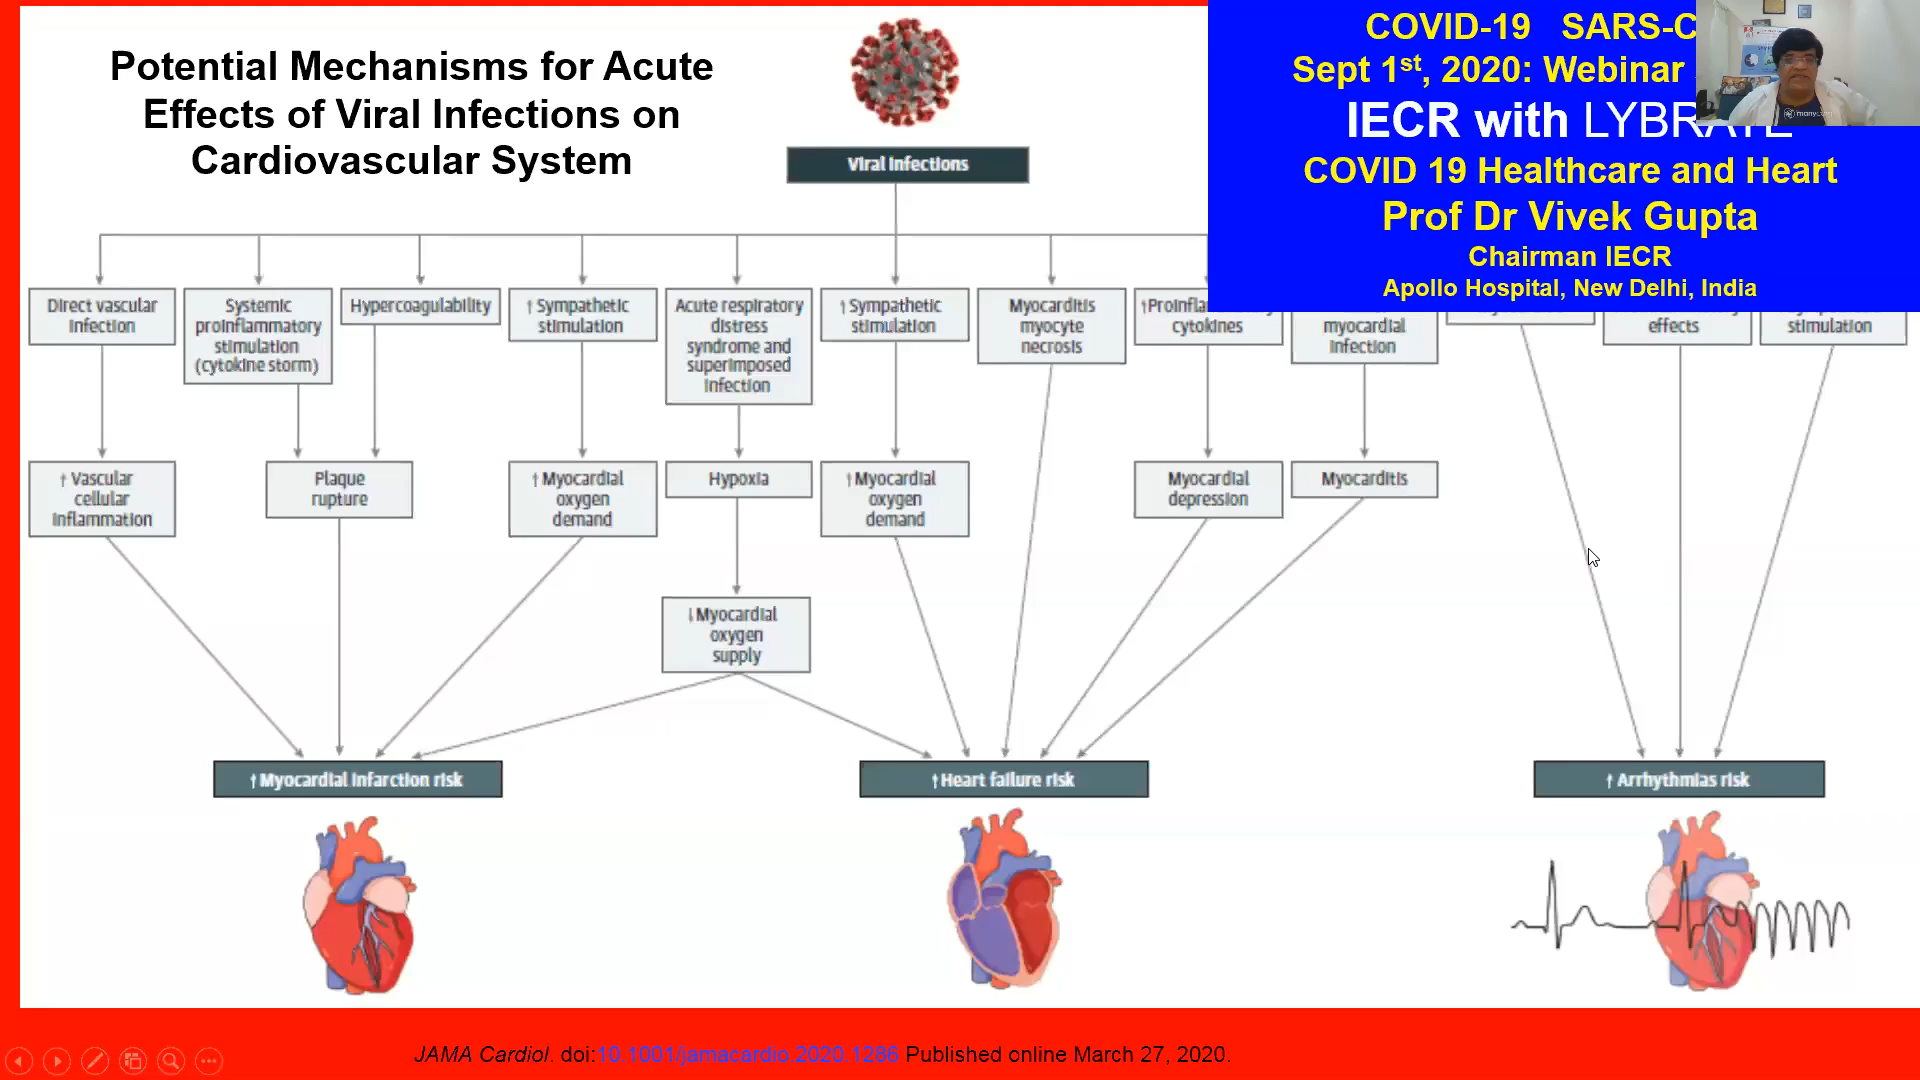 Potential Mechanisms for Acute
Effects of Viral Infections on
Cardiovascular System
COVID-19 SARS-C
Sept 1st, 2020: Webinar
IECR with LYBRATE
COVID 19 Healthcare and Heart
Prof Dr Vivek Gupta
Chairman IECR
Apollo Hospital, New Delhi, India
Viral infections
Direct vascular
infection
Systemic
proinflammatory
stimulation
(cytokine storm)
Hypercoagulability
↑ Sympathetic
stimulation
Acute respiratory
distress
syndrome and
superimposed
infection
↑ Sympathetic
stimulation
Myocarditis
myocyte
necrosis
↑Proinfla
cytokines
myocardial
infection
effects
stimulation
↑ Vascular
cellular
inflammation
Plaque
rupture
↑ Myocardial
oxygen
demand
Hypoxia
↑ Myocardial
oxygen
demand
Myocardial
depression
Myocarditis
↓ Myocardial
oxygen
supply
↑ Myocardial infarction risk
↑ Heart failure risk
↑ Arrhythmias risk
JAMA Cardiol. doi:10.1001/jamacardio.2020.1286 Published online March 27, 2020.